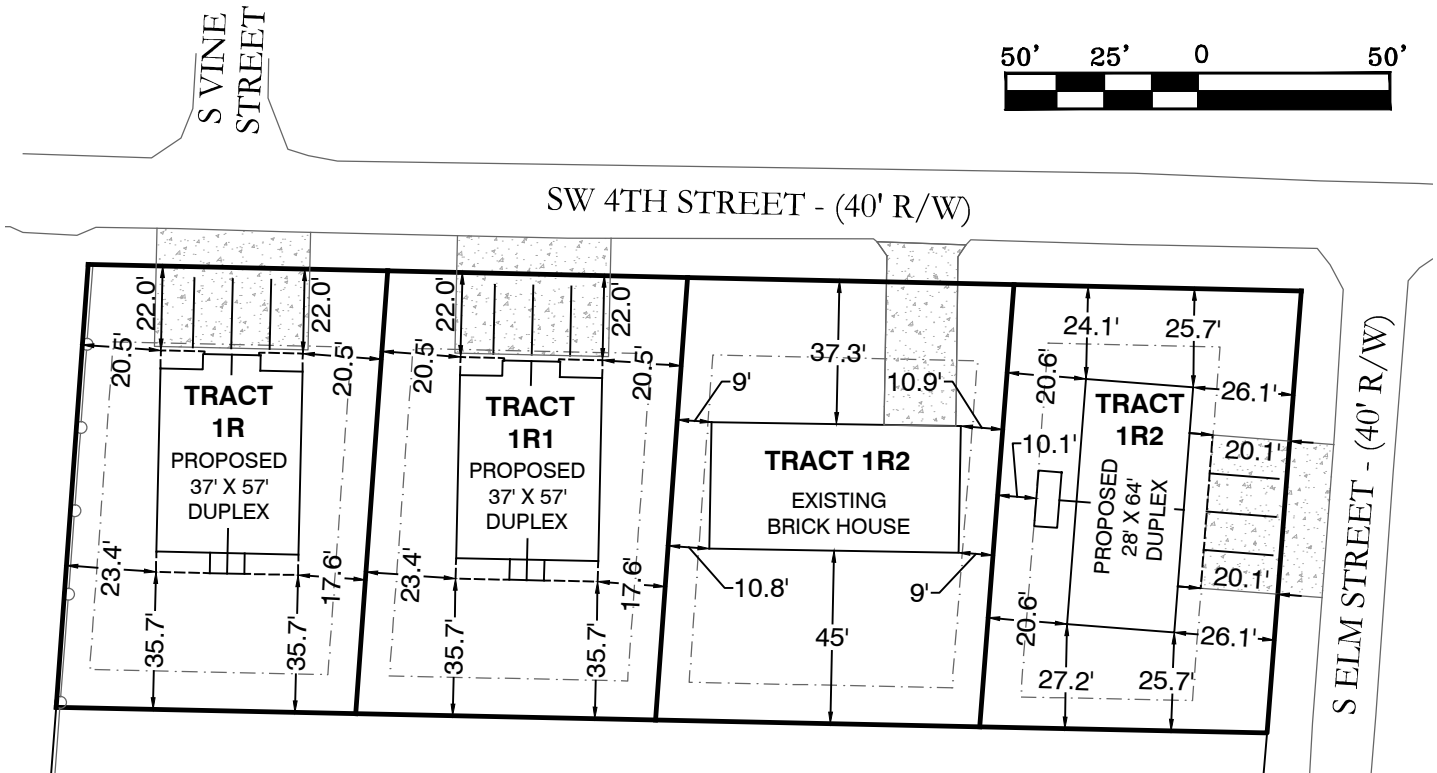 S VINE
STREET
50' 25' 0 50'
SW 4TH STREET - (40' R/W)
S ELM STREET - (40' R/W)
22.0'
22.0'
20.5'
20.5'
TRACT
1R
PROPOSED
37' X 57'
DUPLEX
23.4'
17.6'
35.7'
35.7'
22.0'
22.0'
20.5'
20.5'
TRACT
1R1
PROPOSED
37' X 57'
DUPLEX
23.4'
17.6'
35.7'
35.7'
37.3'
9'
10.9'
TRACT 1R2
EXISTING
BRICK HOUSE
10.8'
9'
45'
24.1'
25.7'
20.6'
26.1'
TRACT
1R2
10.1'
20.1'
PROPOSED
28' X 64'
DUPLEX
20.1'
20.6'
26.1'
27.2'
25.7'